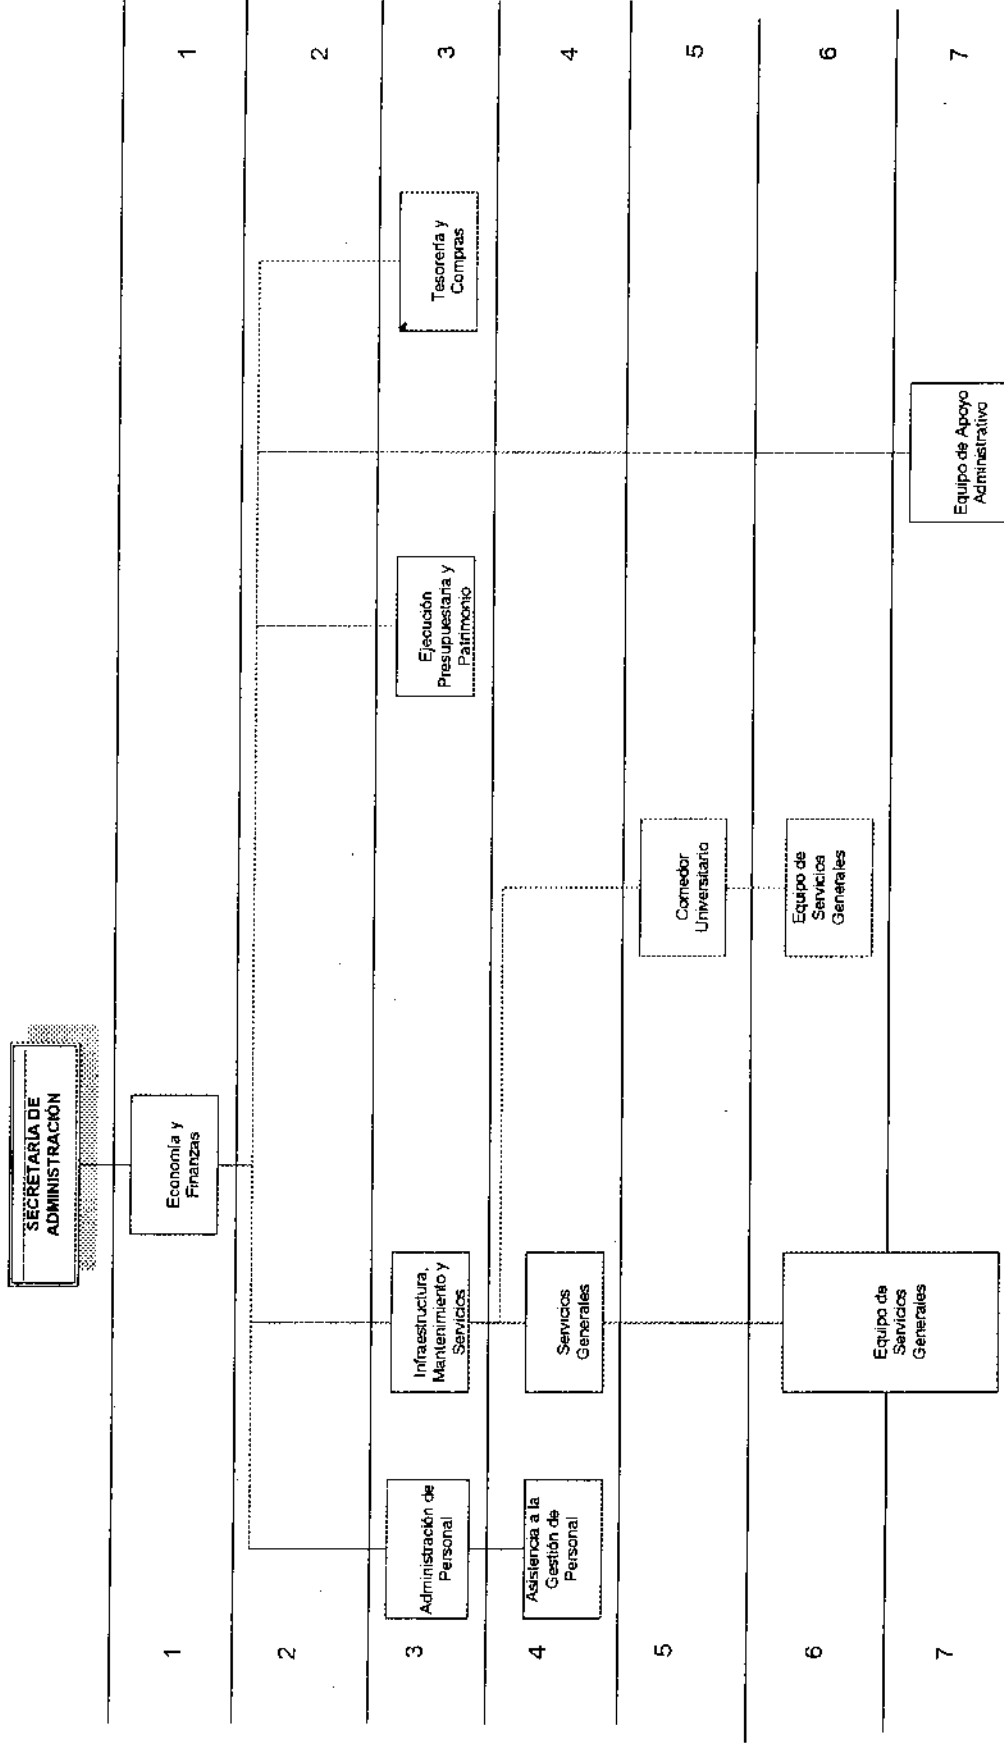 SECRETARÍA DE
ADMINISTRACIÓN
1
Economía y
Finanzas
1
2
2
3
Administración de
Personal
Infraestructura,
Mantenimiento y
Servicios
Ejecución
Presupuestaria y
Patrimonio
Tesorería y
Compras
3
4
Asistencia a la
Gestión de
Personal
Servicios
Generales
4
5
Comedor
Universitario
5
6
Equipo de
Servicios
Generales
Equipo de
Servicios
Generales
6
7
Equipo de Apoyo
Administrativo
7